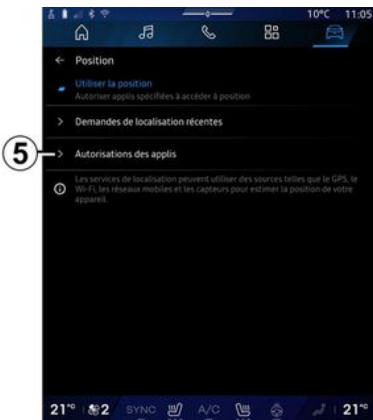 10°C 11:05
Position
Utiliser la position
Autoriser applis spécifiées à accéder à position
Demandes de localisation récentes
5
Autorisations des applis
Les services de localisation peuvent utiliser des sources telles que le GPS, le
Wi-Fi, les réseaux mobiles et les capteurs pour estimer la position de votre
appareil.
21°C 2 SYNC A/C 21°C